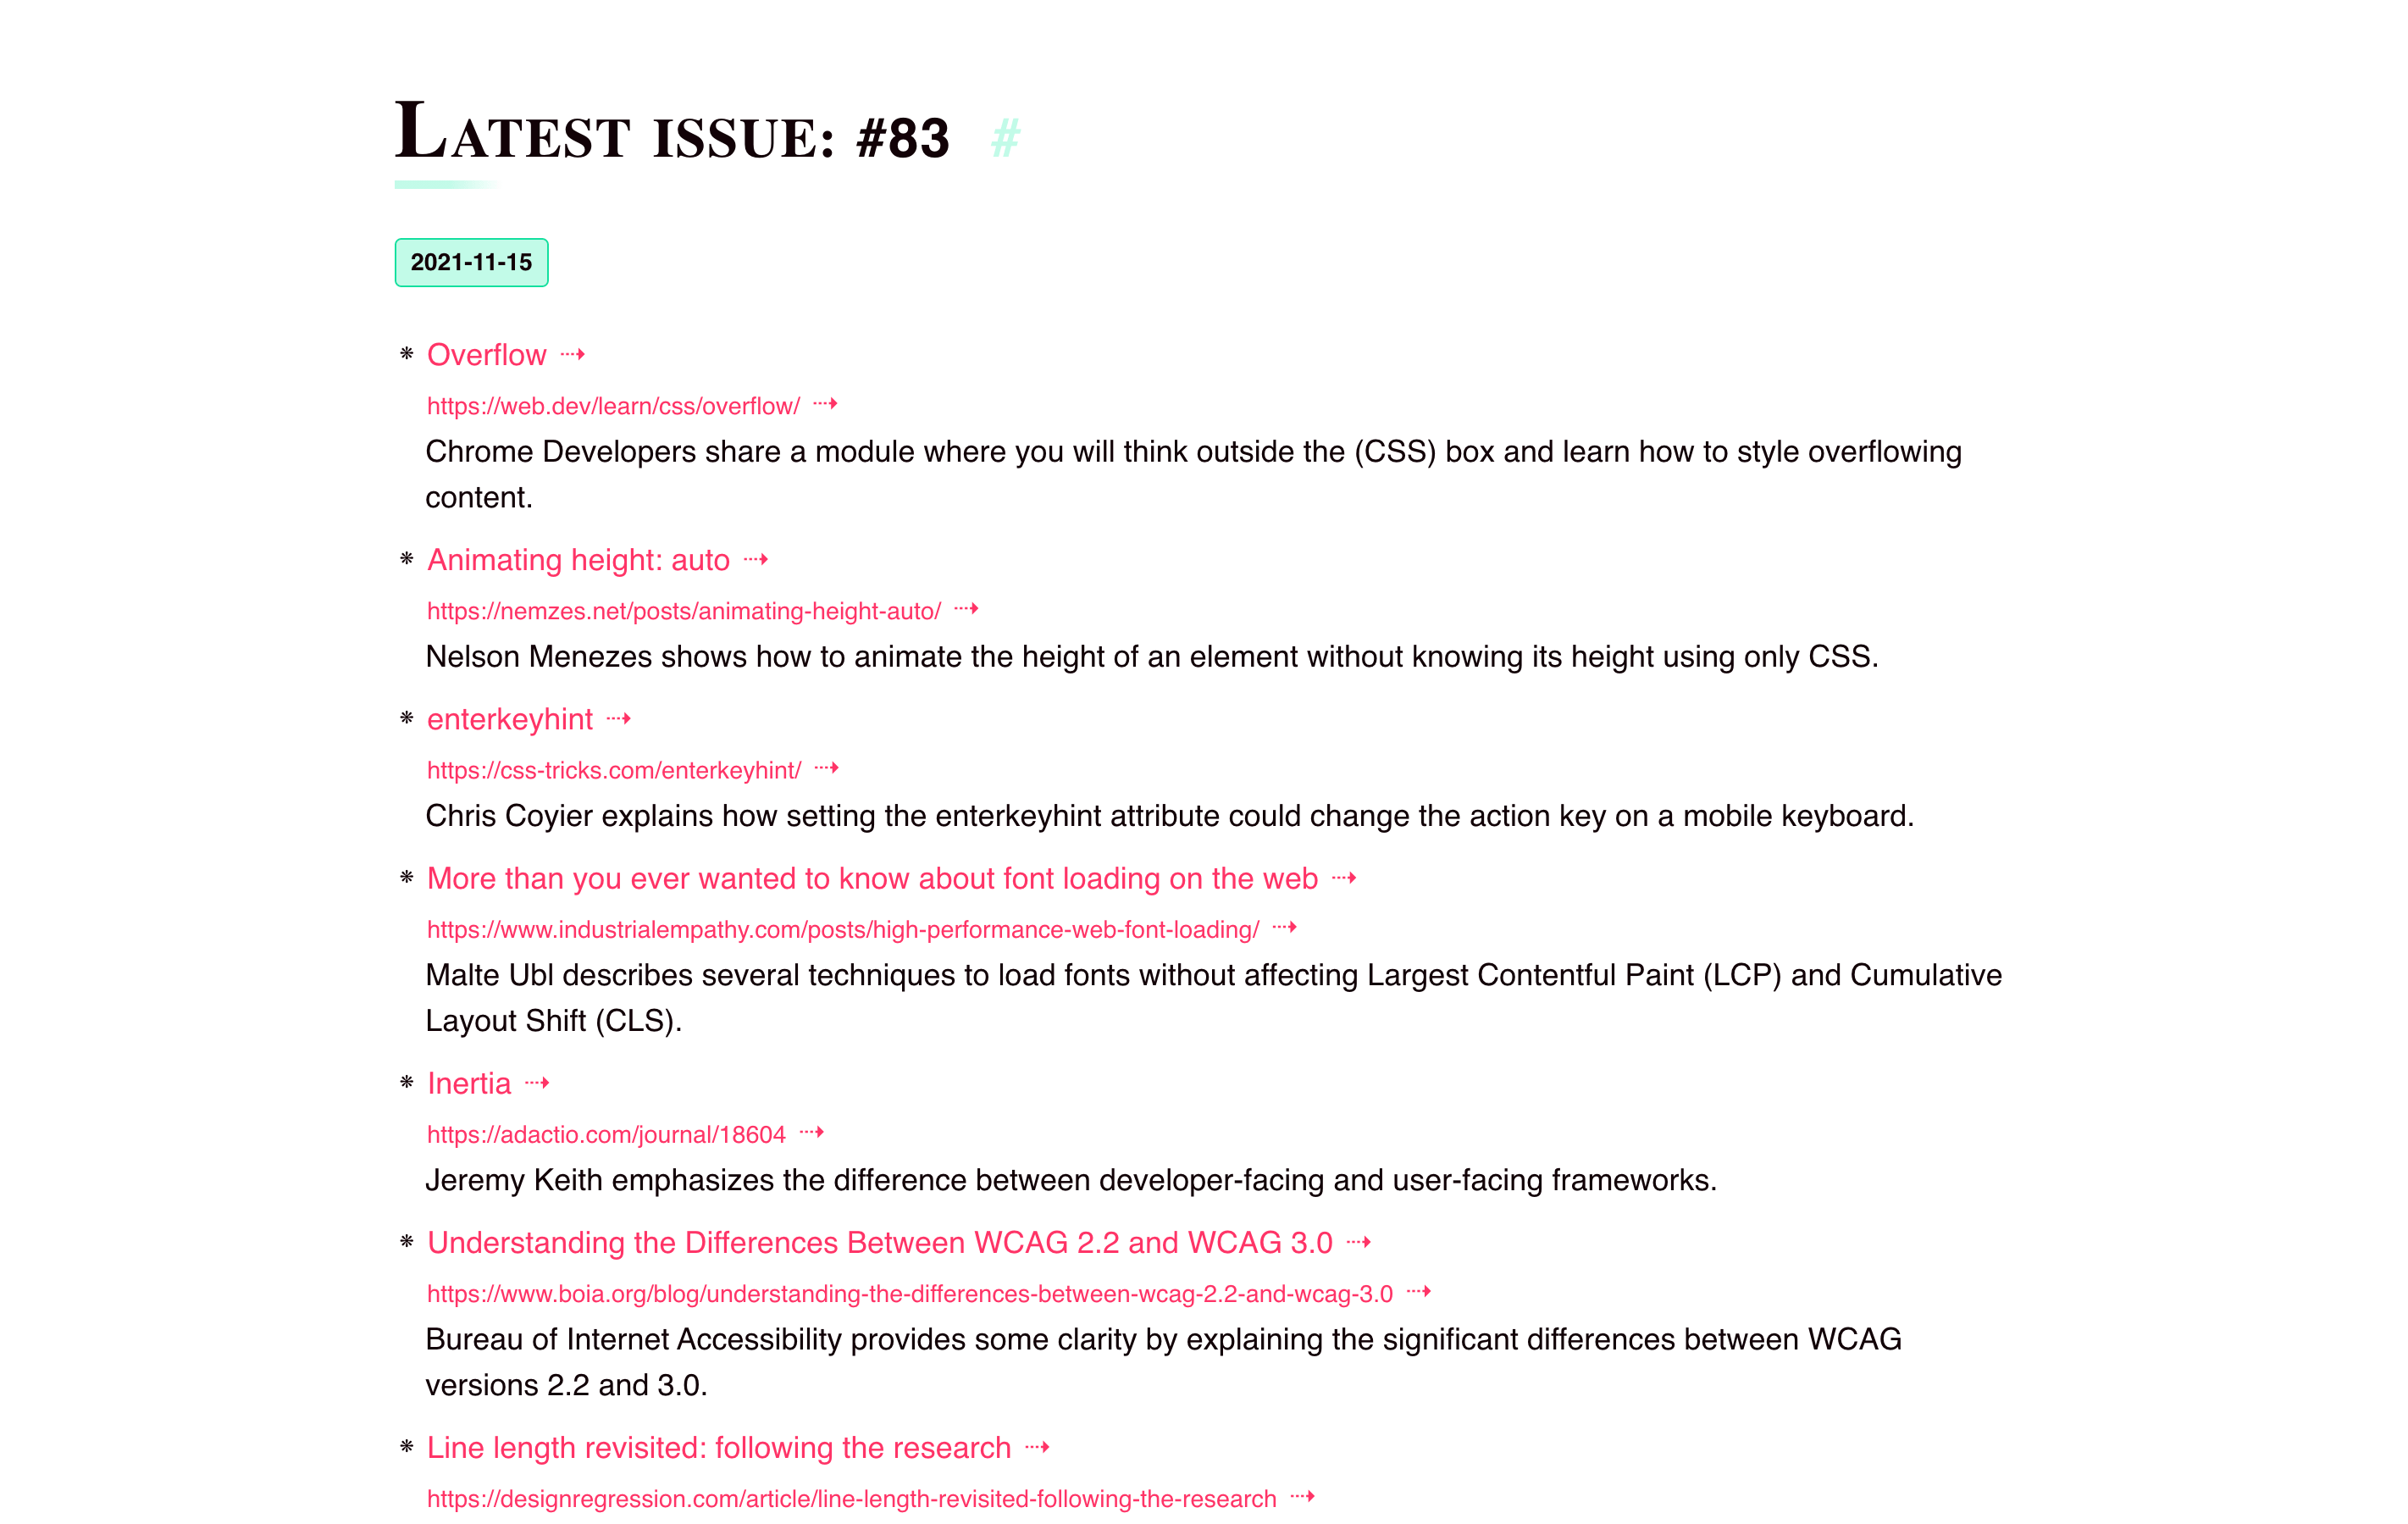 Latest issue: #83 #
2021-11-15
Overflow
https://web.dev/learn/css/overflow/
Chrome Developers share a module where you will think outside the (CSS) box and learn how to style overflowing
content.
Animating height: auto
https://nemzes.net/posts/animating-height-auto/
Nelson Menezes shows how to animate the height of an element without knowing its height using only CSS.
enterkeyhint
https://css-tricks.com/enterkeyhint/
Chris Coyier explains how setting the enterkeyhint attribute could change the action key on a mobile keyboard.
More than you ever wanted to know about font loading on the web
https://www.industrialempathy.com/posts/high-performance-web-font-loading/
Malte Ubl describes several techniques to load fonts without affecting Largest Contentful Paint (LCP) and Cumulative
Layout Shift (CLS).
Inertia
https://adactio.com/journal/18604
Jeremy Keith emphasizes the difference between developer-facing and user-facing frameworks.
Understanding the Differences Between WCAG 2.2 and WCAG 3.0
https://www.boia.org/blog/understanding-the-differences-between-wcag-2.2-and-wcag-3.0
Bureau of Internet Accessibility provides some clarity by explaining the significant differences between WCAG
versions 2.2 and 3.0.
Line length revisited: following the research
https://designregression.com/article/line-length-revisited-following-the-research